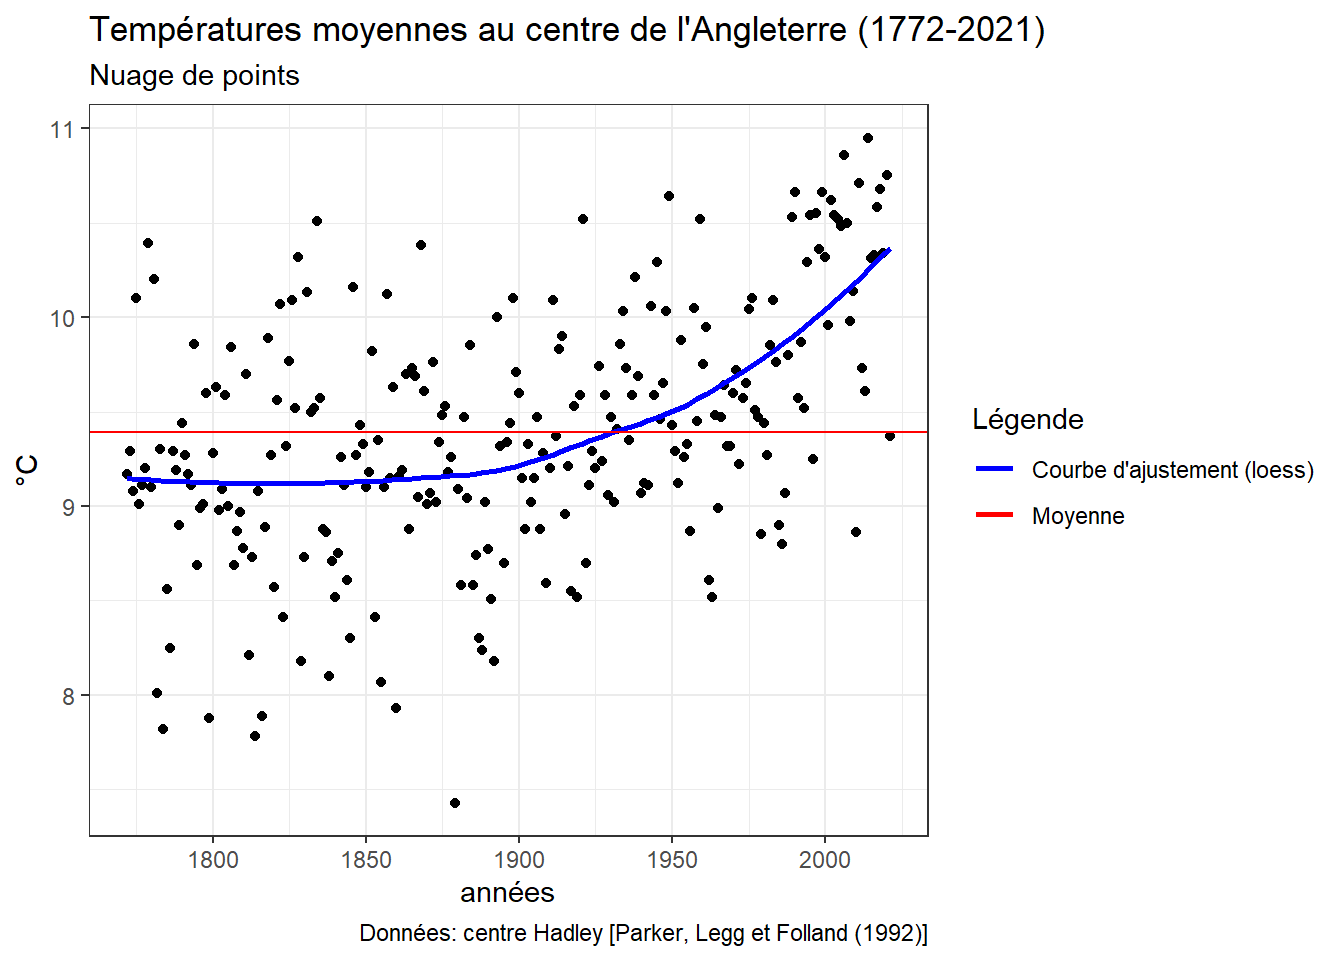 Températures moyennes au centre de l'Angleterre (1772-2021)
Nuage de points
11
10
9
8
°C
1800 1850 1900 1950 2000
années
Légende
Courbe d'ajustement (loess)
Moyenne
Données: centre Hadley [Parker, Legg et Folland (1992)]